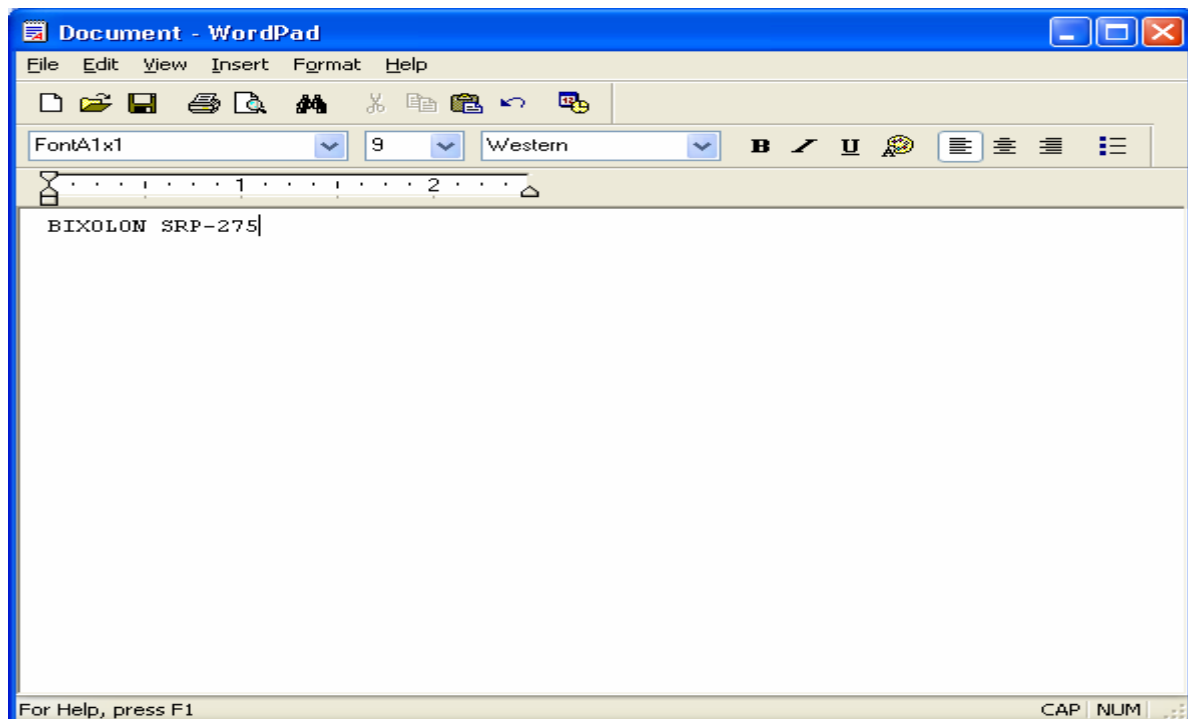 Document - WordPad
File Edit View Insert Format Help
FontA1x1 9 Western B U
1 2
BIXOLON SRP-275
For Help, press F1 CAP NUM